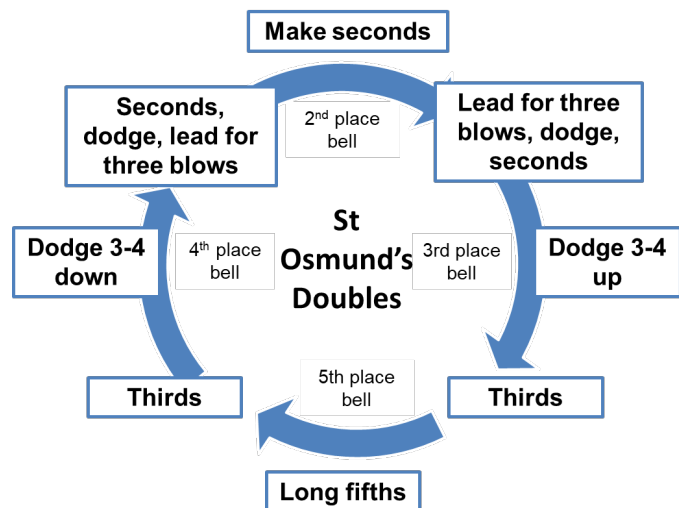 Make seconds
Seconds,
dodge, lead for
three blows
2nd place
bell
Lead for three
blows, dodge,
seconds
Dodge 3-4
down
4th place
bell
St
Osmund's
Doubles
3rd place
bell
Dodge 3-4
up
Thirds
5th place
bell
Thirds
Long fifths